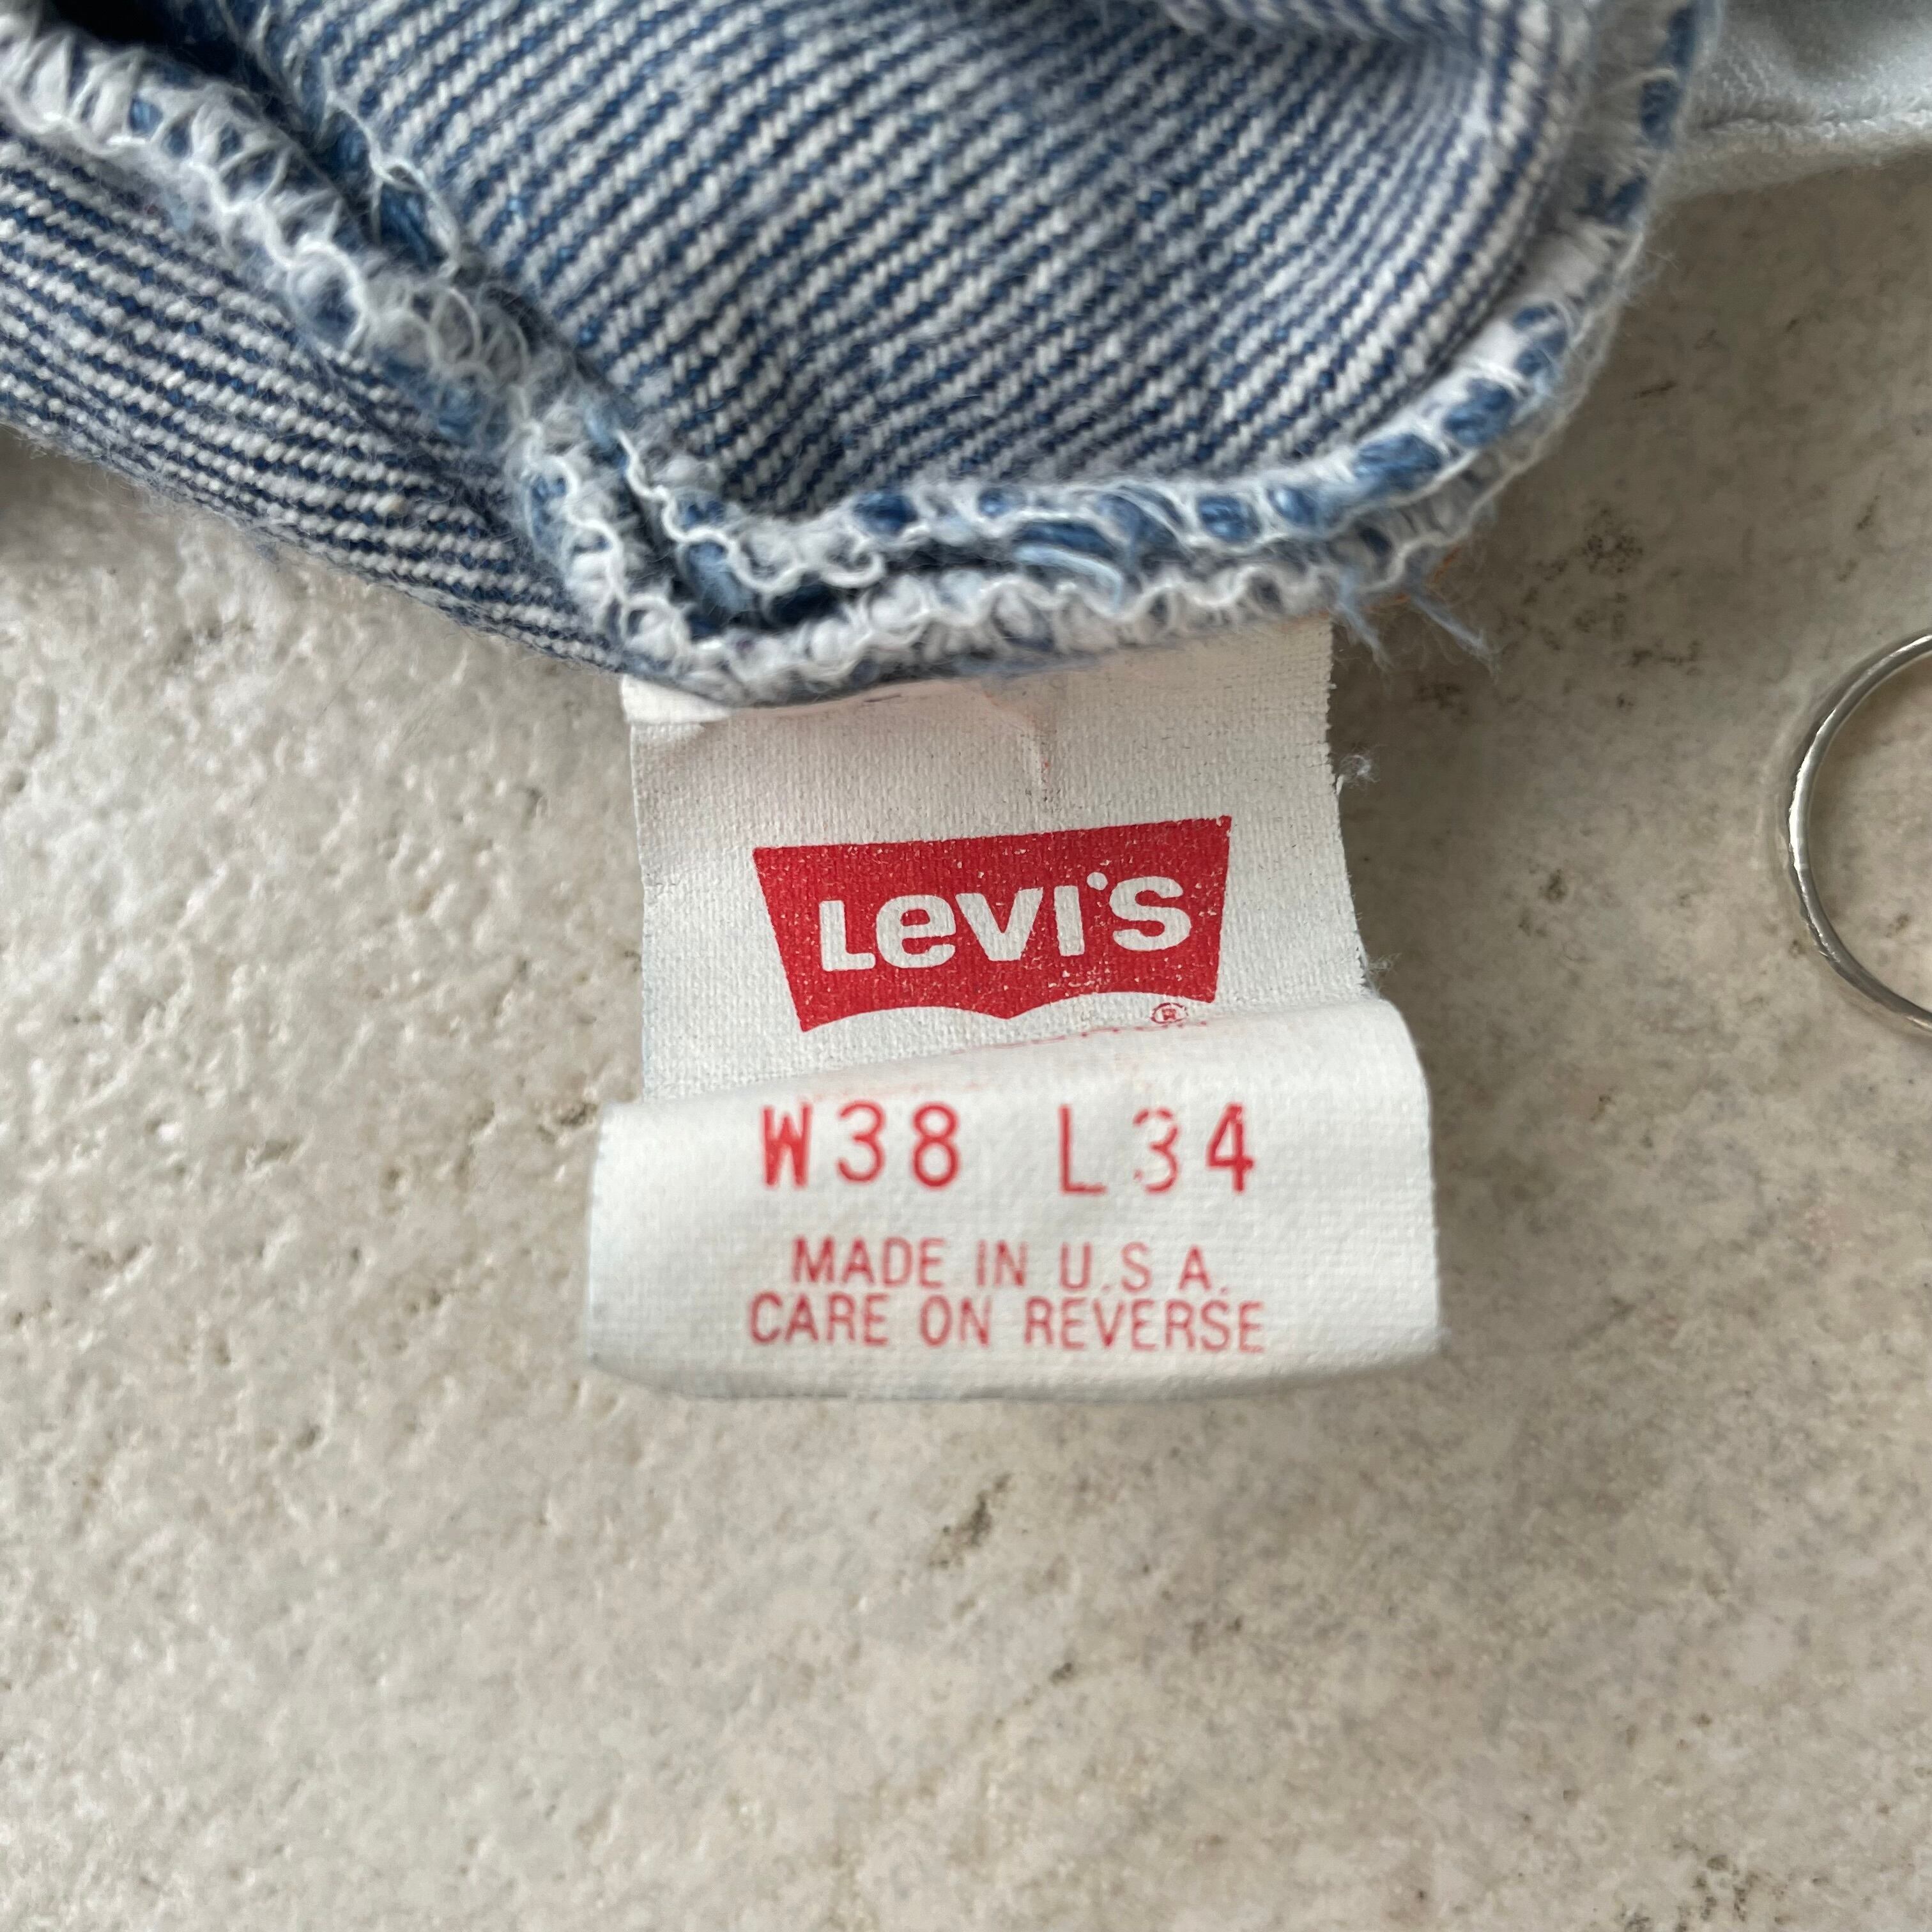 Levi's
®
W38 L34
MADE IN U.S.A.
CARE ON REVERSE